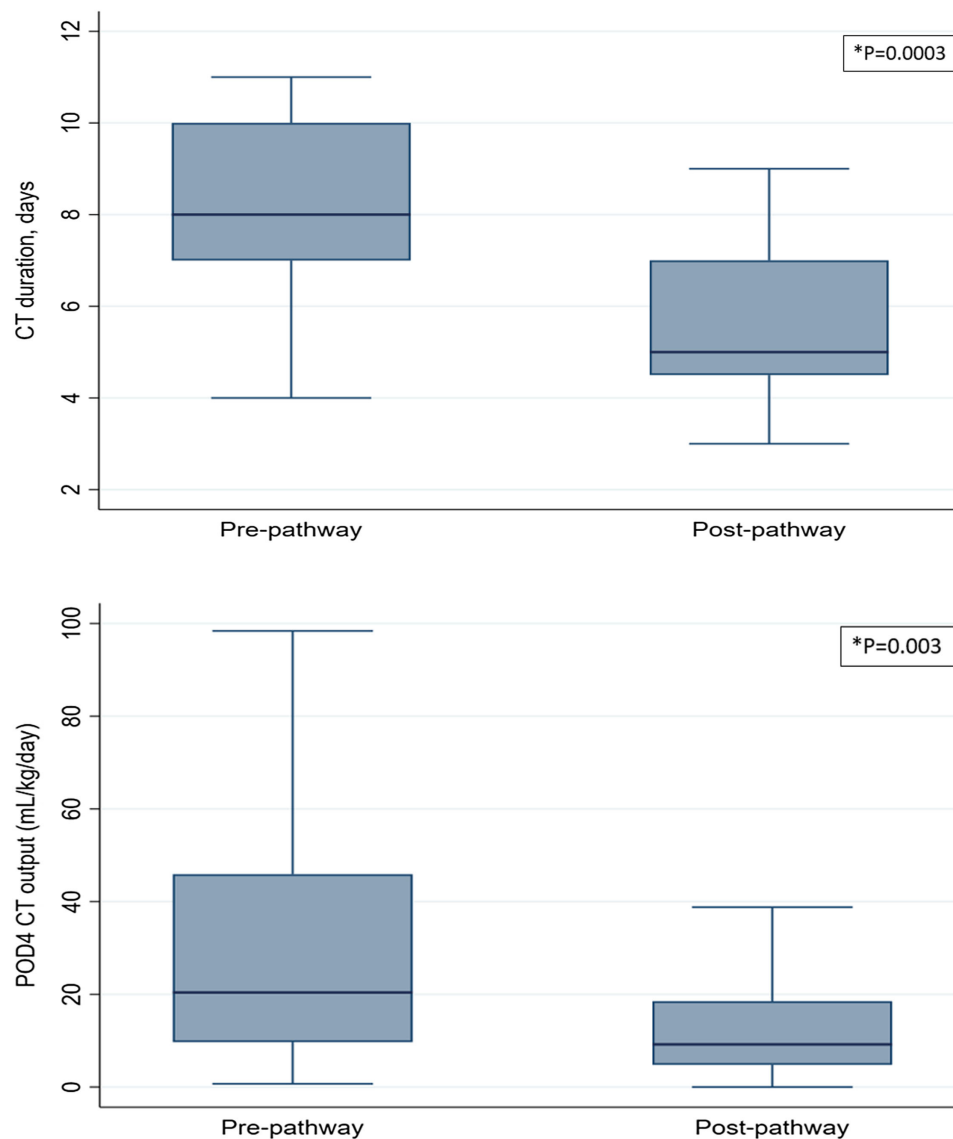 *P=0.0003
CT duration, days
12
10
8
6
4
2
Pre-pathway Post-pathway
*P=0.003
POD4 CT output (mL/kg/day)
100
80
60
40
20
0
Pre-pathway Post-pathway